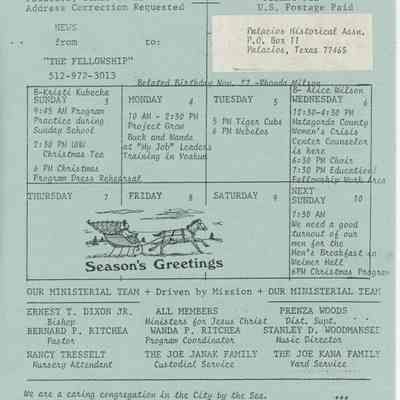 Address Correction Requested
U.S. Postage Paid
NEWS
from to:
"THE FELLOWSHIP"
512-972-3013
Palacios Historical Assn.
P.O. Box 11
Palacios, Texas 77465
Belated Birthday Nov. 27 -Rhonda Wilson
B-Kristi Kubecka
SUNDAY 3
9:45 AM Program
Practice during
Sunday School
2:30 PM UMW
Christmas Tea
6 PM Christmas
Program Dress Rehearsal
MONDAY 4
10 AM - 2:30 PM
Project Grow
Buck and Wanda
at "My Job" Leaders
Training in Yoakum
TUESDAY 5
5 PM Tiger Cubs
6 PM Webelos
B- Alice Wilson
WEDNESDAY 6
12:30-4:30 PM
Matagorda County
Women's Crisis
Center Counselor
is here
6:30 PM Choir
7:30 PM Education/
Fellowship Work Area
THURSDAY 7
FRIDAY 8
SATURDAY 9
NEXT
SUNDAY 10
7:30 AM
We need a good
turnout of our
men for the
Men's Breakfast in
Weimer Hall
6PM Christmas Program
Season's Greetings
OUR MINISTERIAL TEAM + Driven by Mission + OUR MINISTERIAL TEAM
ERNEST T. DIXON JR. ALL MEMBERS PRENZA WOODS
Bishop Ministers for Jesus Christ Dist. Supt.
BERNARD P. RITCHEA WANDA P. RITCHEA STANLEY D. WOODMANSEE
Pastor Program Coordinator Music Director
NANCY TRESSELT THE JOE JANAK FAMILY THE JOE KANA FAMILY
Nursery Attendant Custodial Service Yard Service
We are a caring congregation in the City by the Sea. ...